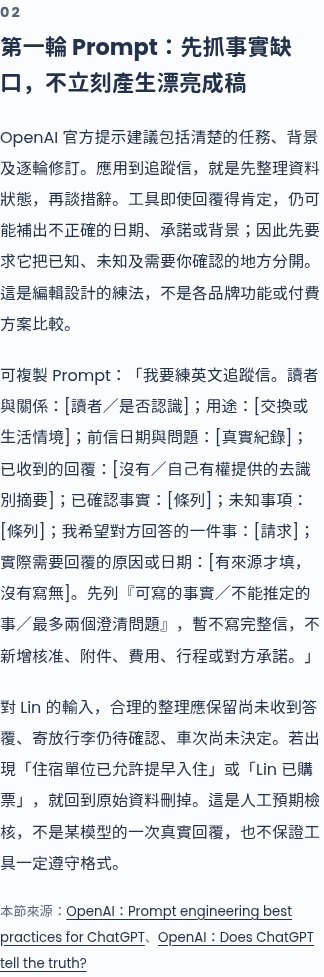 02
第一輪 Prompt：先抓事實缺
口，不立刻產生漂亮成稿
OpenAI 官方提示建議包括清楚的任務、背景
及逐輪修訂。應用到追蹤信，就是先整理資料
狀態，再談措辭。工具即使回覆得肯定，仍可
能補出不正確的日期、承諾或背景；因此先要
求它把已知、未知及需要你確認的地方分開。
這是編輯設計的練法，不是各品牌功能或付費
方案比較。
可複製 Prompt：「我要練英文追蹤信。讀者
與關係：[讀者／是否認識]；用途：[交換或
生活情境]；前信日期與問題：[真實紀錄]；
已收到的回覆：[沒有／自己有權提供的去識
別摘要]；已確認事實：[條列]；未知事項：
[條列]；我希望對方回答的一件事：[請求]；
實際需要回覆的原因或日期：[有來源才填，
沒有寫無]。先列『可寫的事實／不能推定的
事／最多兩個澄清問題』，暫不寫完整信，不
新增核准、附件、費用、行程或對方承諾。」
對 Lin 的輸入，合理的整理應保留尚未收到答
覆、寄放行李仍待確認、車次尚未決定。若出
現「住宿單位已允許提早入住」或「Lin 已購
票」，就回到原始資料刪掉。這是人工預期檢
核，不是某模型的一次真實回覆，也不保證工
具一定遵守格式。
本節來源：OpenAI：Prompt engineering best
practices for ChatGPT、OpenAI：Does ChatGPT
tell the truth?